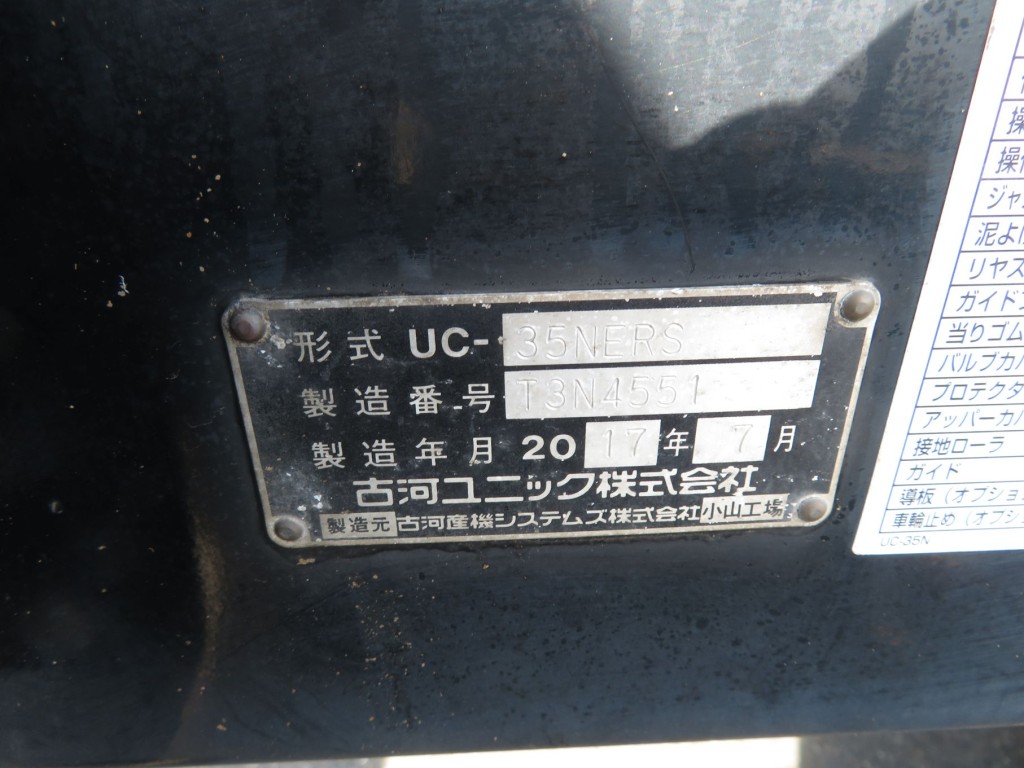 形式 UC- 35NERS
製造番号 T3N4551
製造年月 20 17 年 7 月
古河ユニック株式会社
製造元 古河産機システムズ株式会社 小山工場
操
操作
ジャ
泥よ
リヤス
ガイド
当りゴム
バルブカバ
プロテクタ
アッパーカバ
接地ローラ
ガイド
導板（オプショ
車輪止め（オプシ
UC-35N